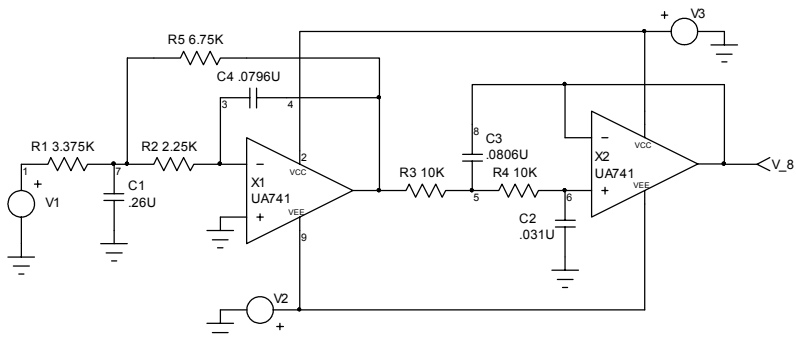 V3
+
R5 6.75K
C4 .0796U
3
4
8
C3
.0806U
R1 3.375K
R2 2.25K
2
VCC
VCC
X1
UA741
X2
UA741
1
+
V1
7
C1
.26U
−
+
R3 10K
R4 10K
−
+
V_8
VEE
VEE
5
6
C2
.031U
9
V2
+